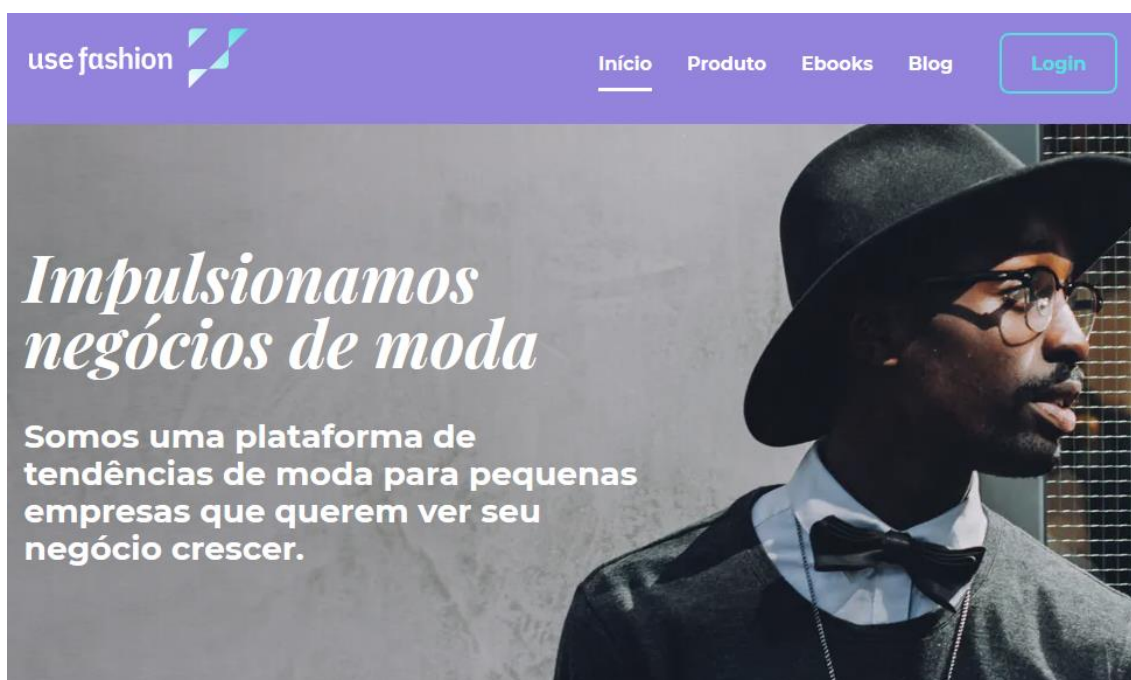 use fashion
Início Produto Ebooks Blog Login
Impulsionamos
negócios de moda
Somos uma plataforma de
tendências de moda para pequenas
empresas que querem ver seu
negócio crescer.